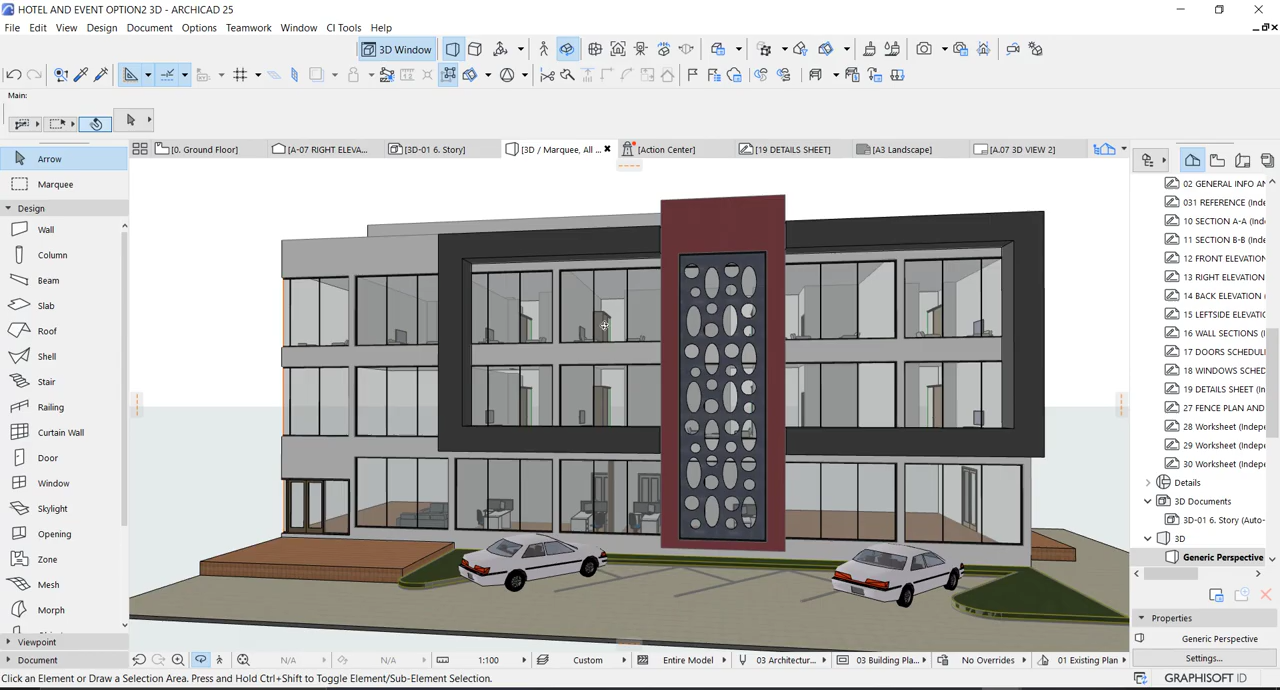 HOTEL AND EVENT OPTION2 3D - ARCHICAD 25
File Edit View Design Document Options Teamwork Window CI Tools Help
3D Window
Main:
[0. Ground Floor]
[A-07 RIGHT ELEVA...
[3D-01 6. Story]
[3D / Marquee, All ...
[Action Center]
[19 DETAILS SHEET]
[A3 Landscape]
[A.07 3D VIEW 2]
Arrow
Marquee
Design
Wall
Column
Beam
Slab
Roof
Shell
Stair
Railing
Curtain Wall
Door
Window
Skylight
Opening
Zone
Mesh
Morph
Viewpoint
Document
02 GENERAL INFO AN
031 REFERENCE (Inde
10 SECTION A-A (Ind
11 SECTION B-B (Ind
12 FRONT ELEVATION
13 RIGHT ELEVATION
14 BACK ELEVATION (
15 LEFTSIDE ELEVATIO
16 WALL SECTIONS (
17 DOORS SCHEDUL
18 WINDOWS SCHED
19 DETAILS SHEET (In
27 FENCE PLAN AND
28 Worksheet (Indepe
29 Worksheet (Indepe
30 Worksheet (Indepe
Details
3D Documents
3D-01 6. Story (Auto-
3D
Generic Perspective
Properties
Generic Perspective
Settings...
N/A
N/A
1:100
Custom
Entire Model
03 Architectur...
03 Building Pla...
No Overrides
01 Existing Plan
Click an Element or Draw a Selection Area. Press and Hold Ctrl+Shift to Toggle Element/Sub-Element Selection.
GRAPHISOFT ID